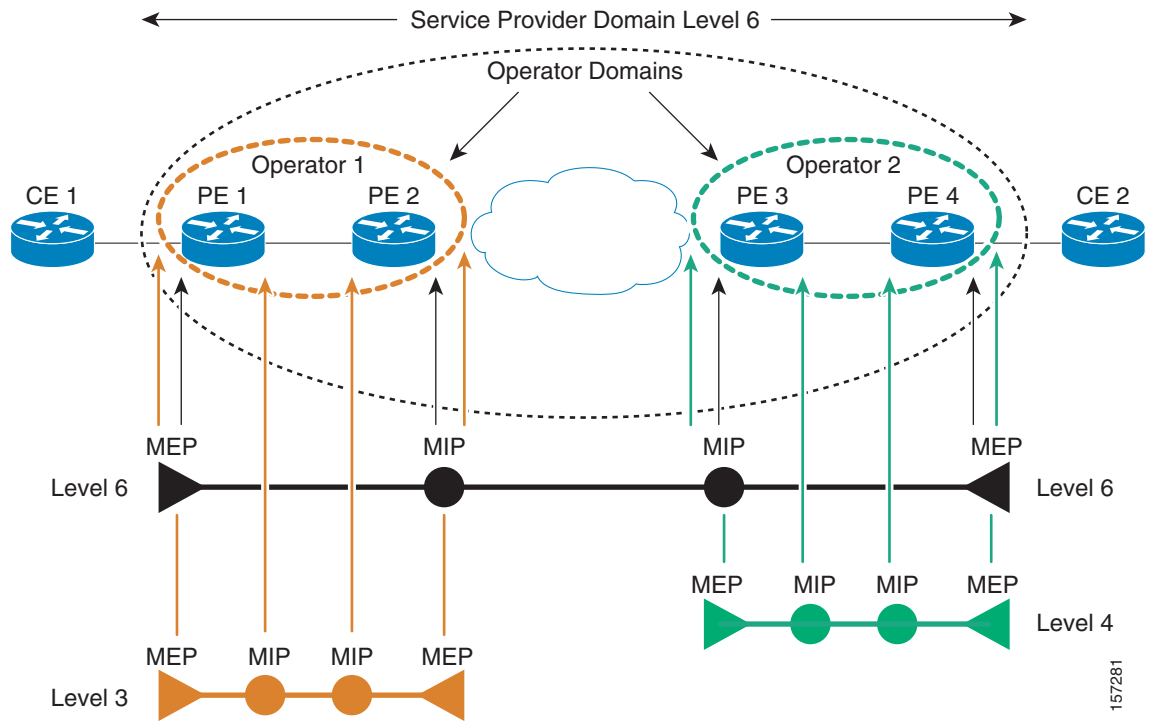 Service Provider Domain Level 6
Operator Domains
Operator 1
Operator 2
CE 1
PE 1
PE 2
PE 3
PE 4
CE 2
MEP
MIP
MIP
MEP
Level 6
Level 6
MEP
MIP
MIP
MEP
Level 4
MEP
MIP
MIP
MEP
Level 3
157281